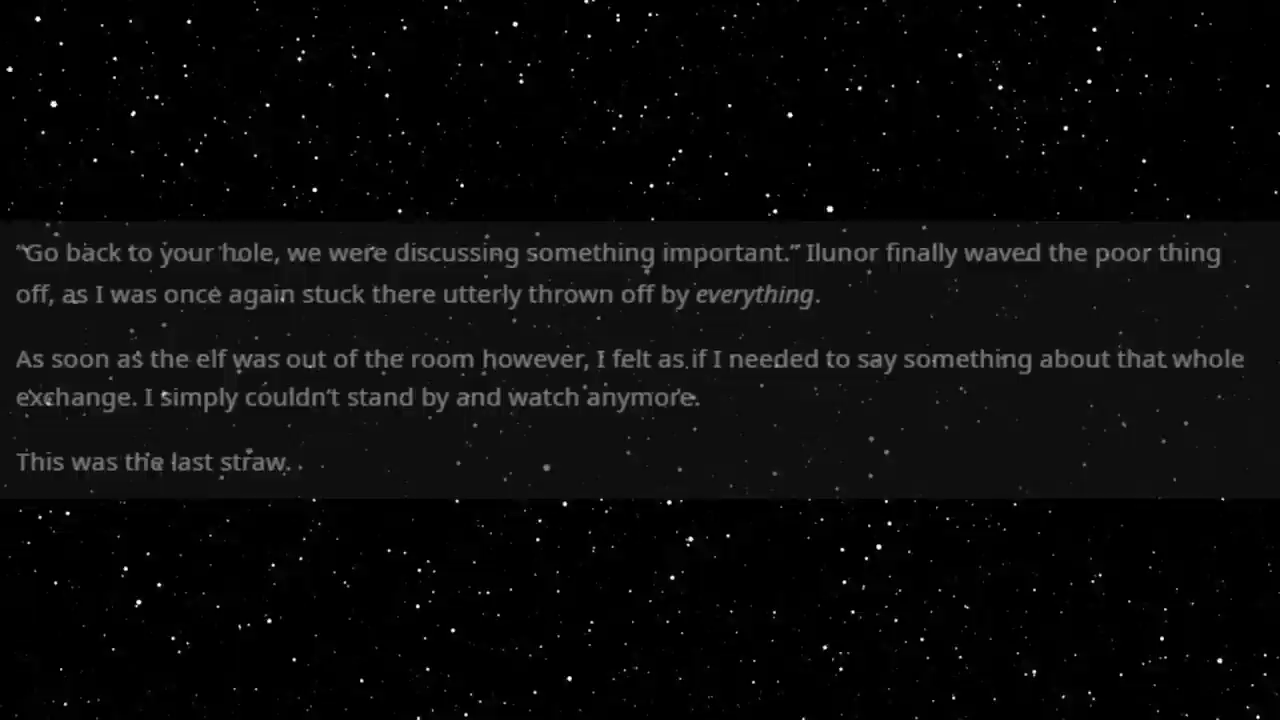 “Go back to your hole, we were discussing something important.” Ilunor finally waved the poor thing
off, as I was once again stuck there utterly thrown off by everything.
As soon as the elf was out of the room however, I felt as if I needed to say something about that whole
exchange. I simply couldn’t stand by and watch anymore.
This was the last straw.